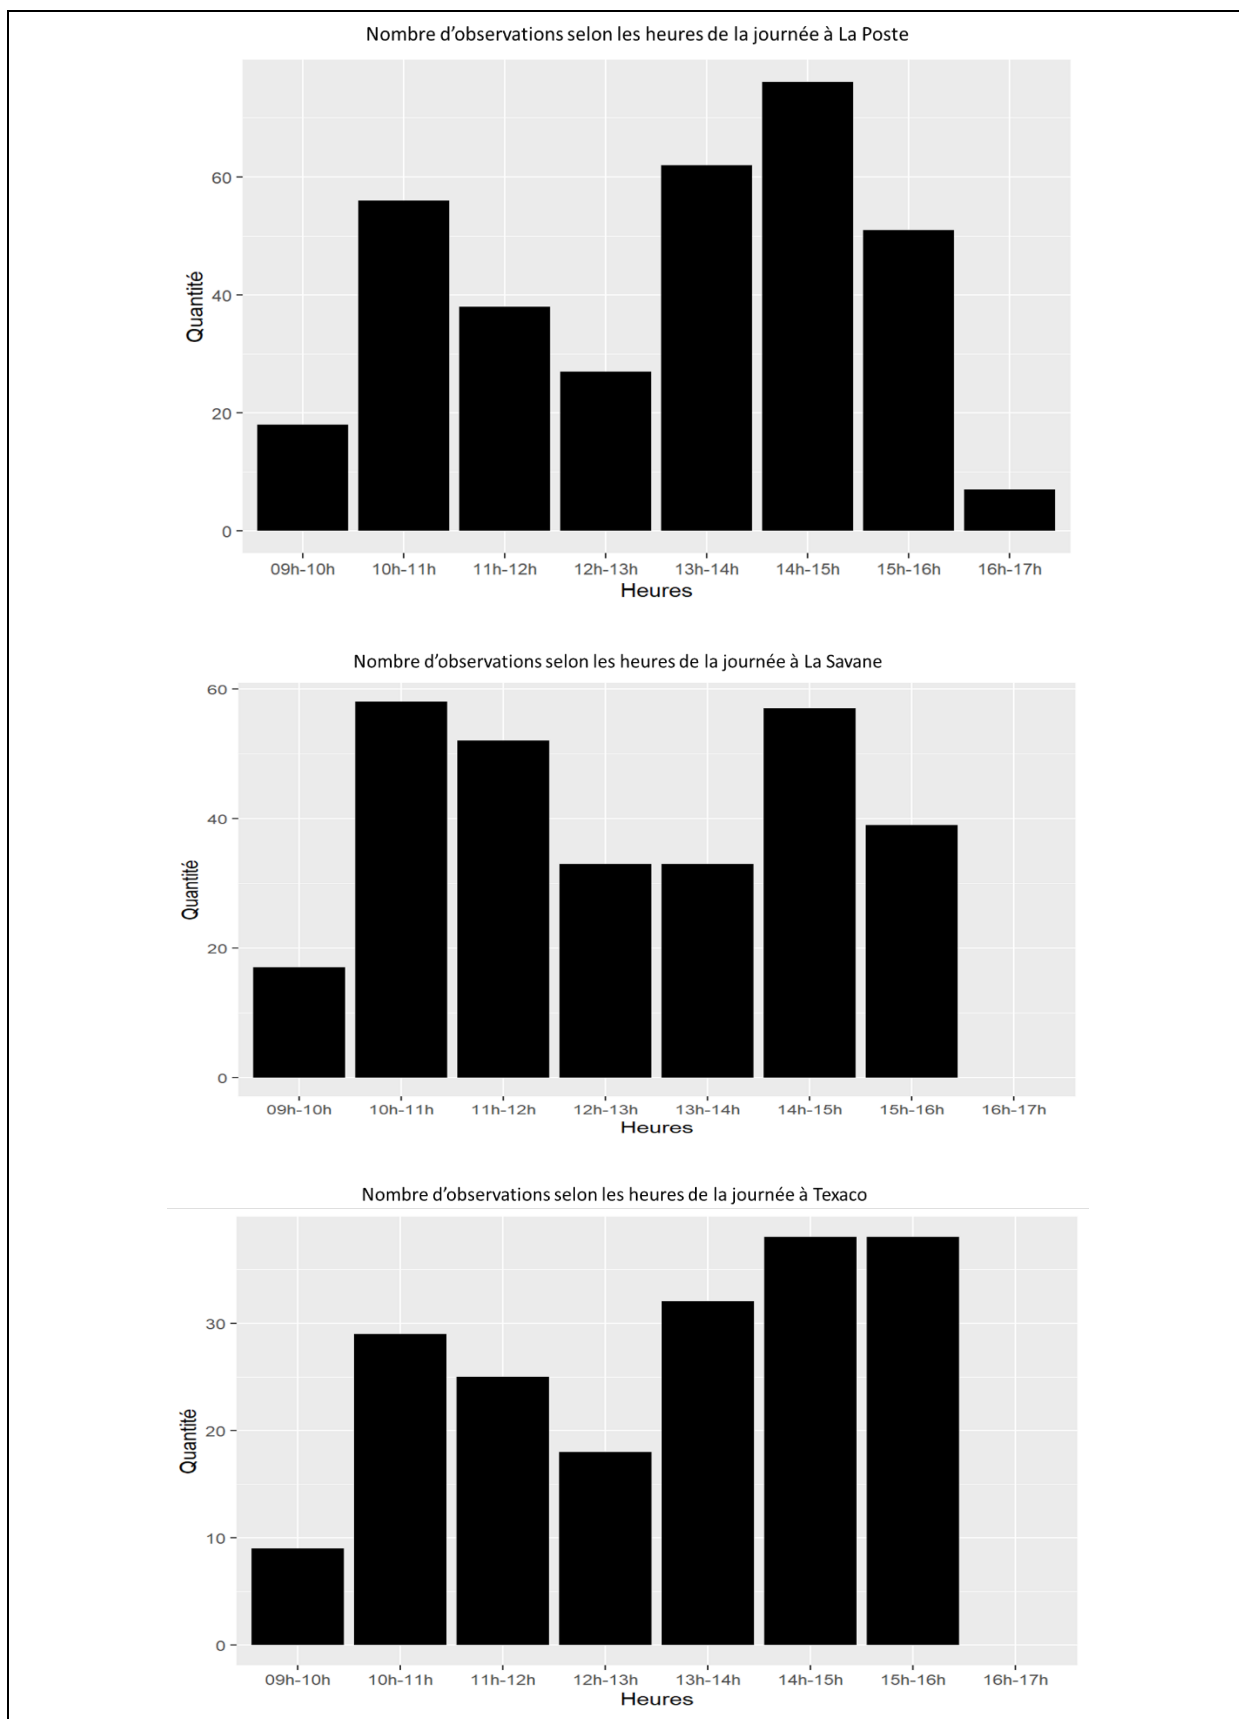 Nombre d’observations selon les heures de la journée à La Poste
60
40
20
0
Quantité
09h-10h 10h-11h 11h-12h 12h-13h 13h-14h 14h-15h 15h-16h 16h-17h
Heures
Nombre d’observations selon les heures de la journée à La Savane
60
40
20
0
Quantité
09h-10h 10h-11h 11h-12h 12h-13h 13h-14h 14h-15h 15h-16h 16h-17h
Heures
Nombre d’observations selon les heures de la journée à Texaco
30
20
10
0
Quantité
09h-10h 10h-11h 11h-12h 12h-13h 13h-14h 14h-15h 15h-16h 16h-17h
Heures